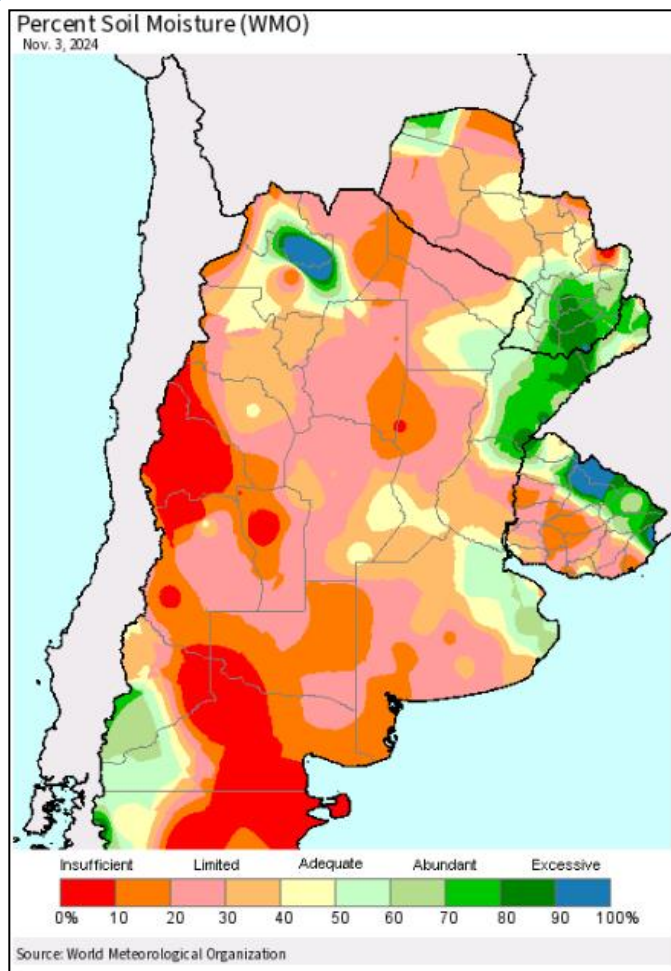 Percent Soil Moisture (WMO)
Nov. 3, 2024
Insufficient Limited Adequate Abundant Excessive
0% 10 20 30 40 50 60 70 80 90 100%
Source: World Meteorological Organization